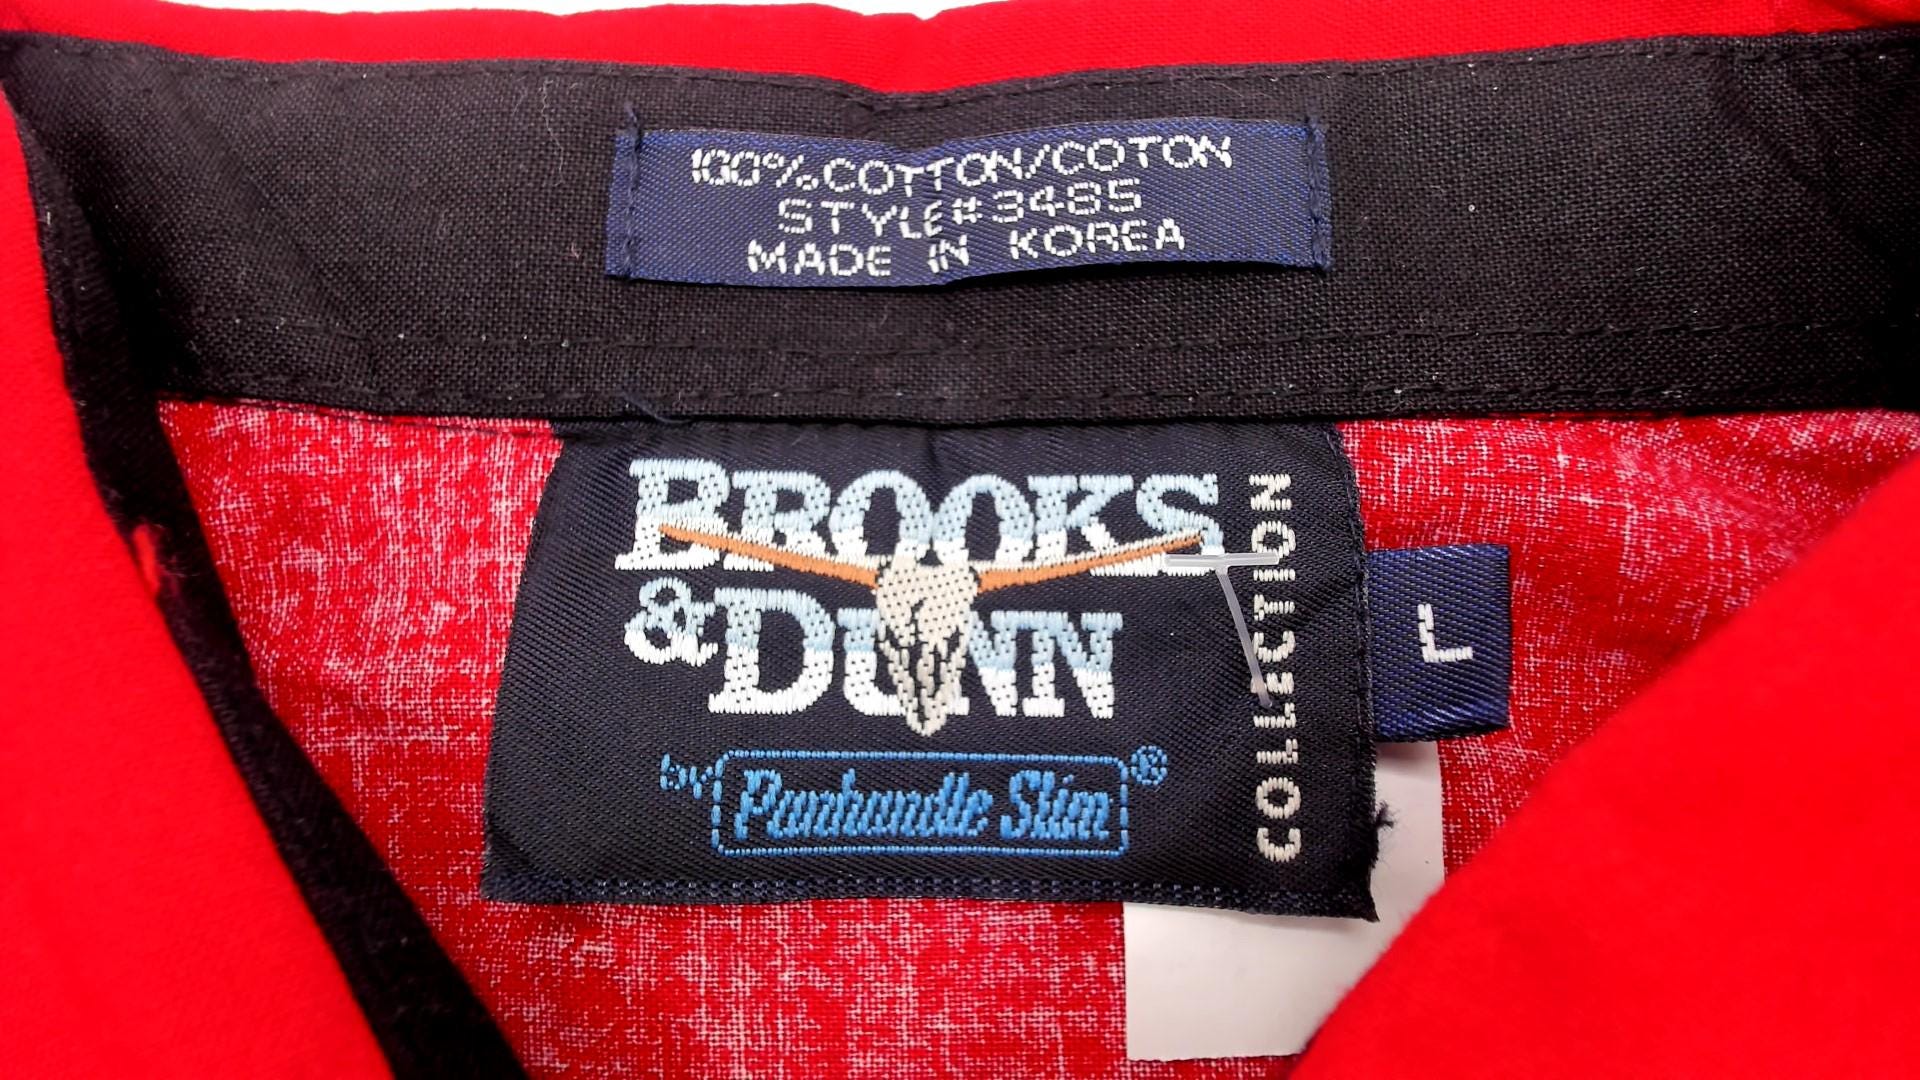 100% COTTON/COTON
STYLE# 3485
MADE IN KOREA
BROOKS
& DUNN
COLLECTION
by Panhandle Slim®
L